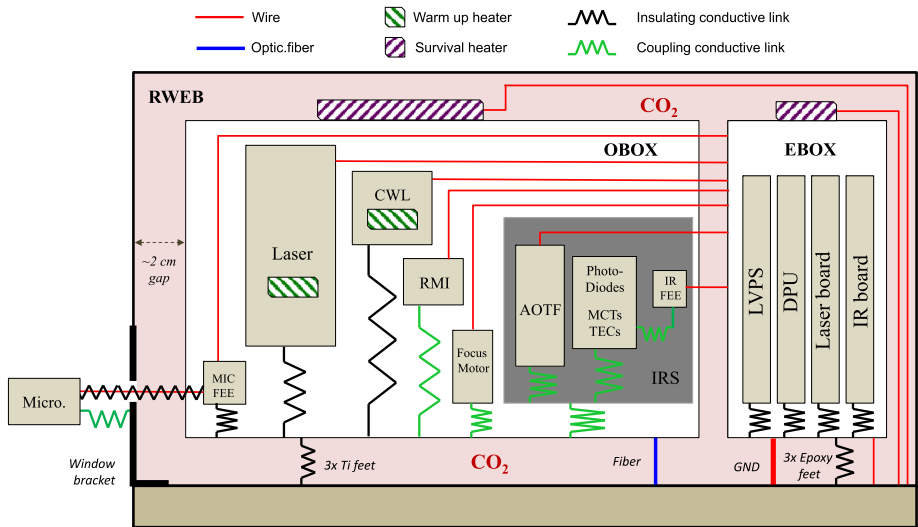 Wire
Warm up heater
Insulating conductive link
Optic.fiber
Survival heater
Coupling conductive link
RWEB
CO2
OBOX
EBOX
CWL
Laser
~2 cm
gap
RMI
Photo-
Diodes
MCTs
TECs
IR
FEE
AOTF
LVPS
DPU
Laser board
IR board
Focus
Motor
IRS
MIC
FEE
Micro.
Window
bracket
3x Ti feet
CO2
Fiber
GND
3x Epoxy
feet